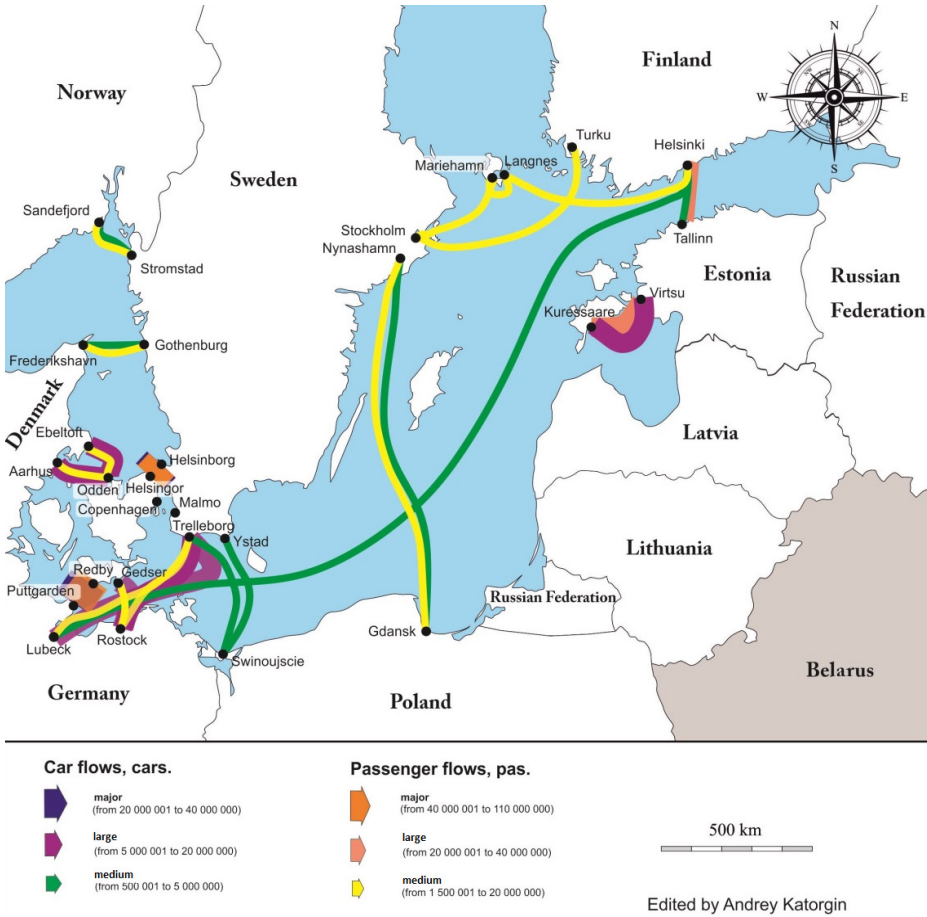 N
NW
NE
W
E
SW
SE
S
Finland
Norway
Turku
Helsinki
Mariehamn
Langnes
Sweden
Sandefjord
Stockholm
Nynashamn
Tallinn
Stromstad
Estonia
Russian
Federation
Virtsu
Kuressaare
Frederikshavn
Gothenburg
Denmark
Latvia
Ebeltoft
Aarhus
Helsinborg
Odden
Helsingor
Copenhagen
Malmo
Trelleborg
Ystad
Lithuania
Redby
Gedser
Puttgarden
Russian Federation
Lubeck
Rostock
Gdansk
Swinoujscie
Germany
Poland
Belarus
Car flows, cars.
major
(from 20 000 001 to 40 000 000)
large
(from 5 000 001 to 20 000 000)
medium
(from 500 001 to 5 000 000)
Passenger flows, pas.
major
(from 40 000 001 to 110 000 000)
large
(from 20 000 001 to 40 000 000)
medium
(from 1 500 001 to 20 000 000)
500 km
Edited by Andrey Katorgin